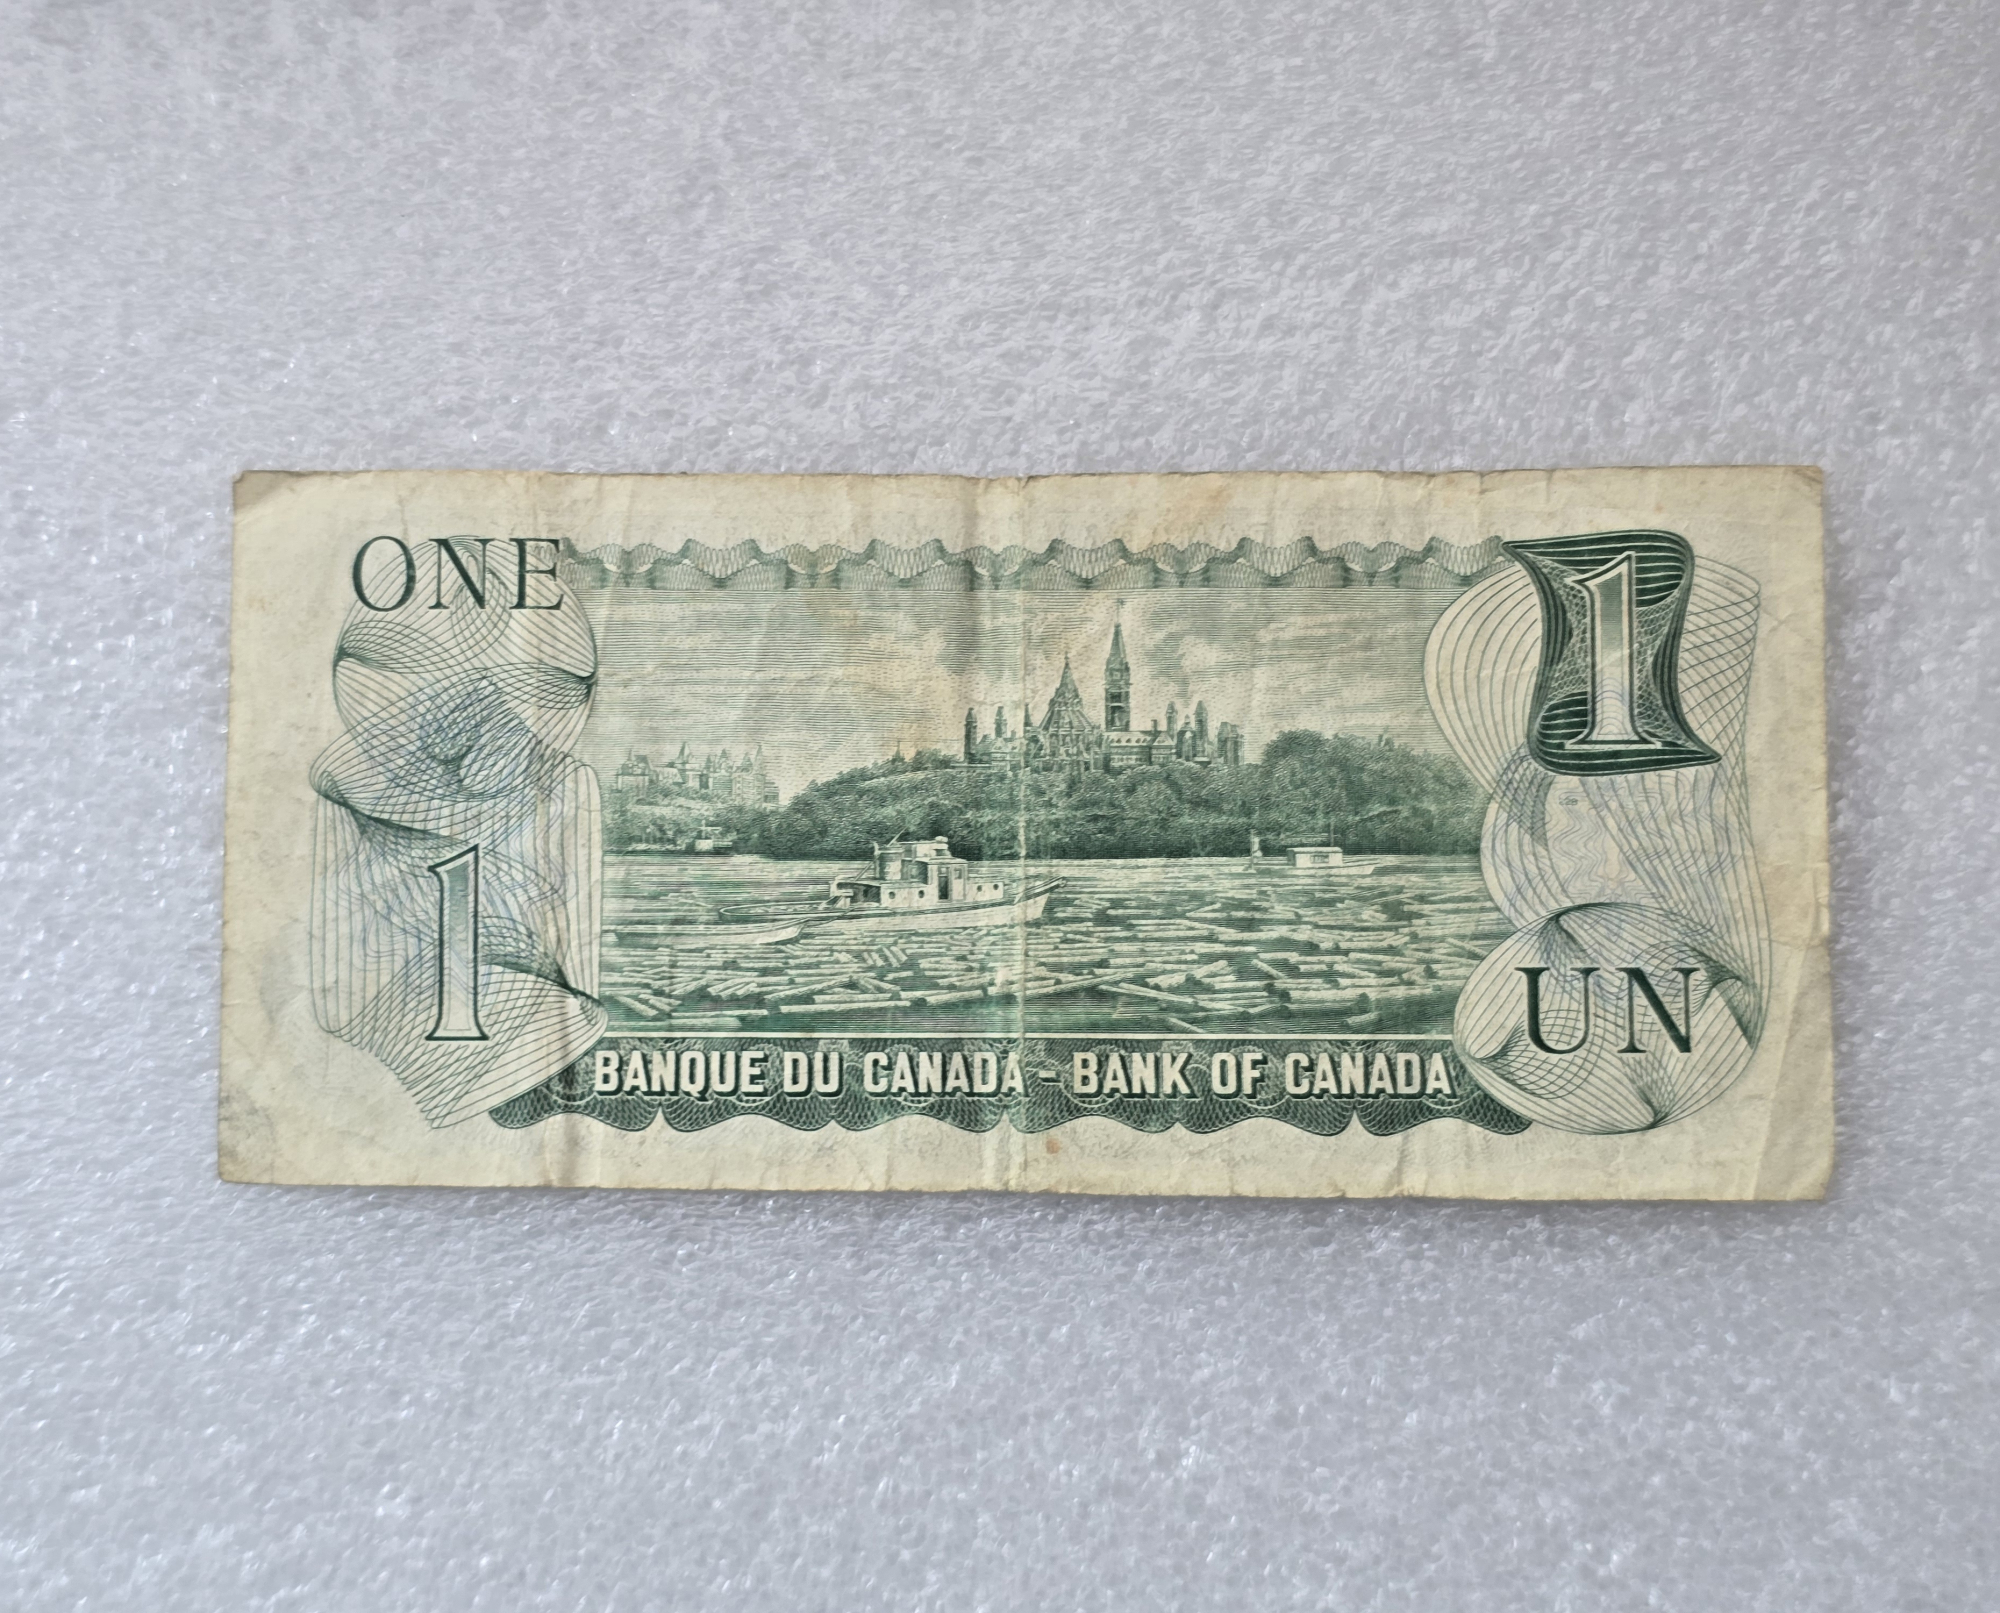 ONE
1
1
UN
BANQUE DU CANADA - BANK OF CANADA